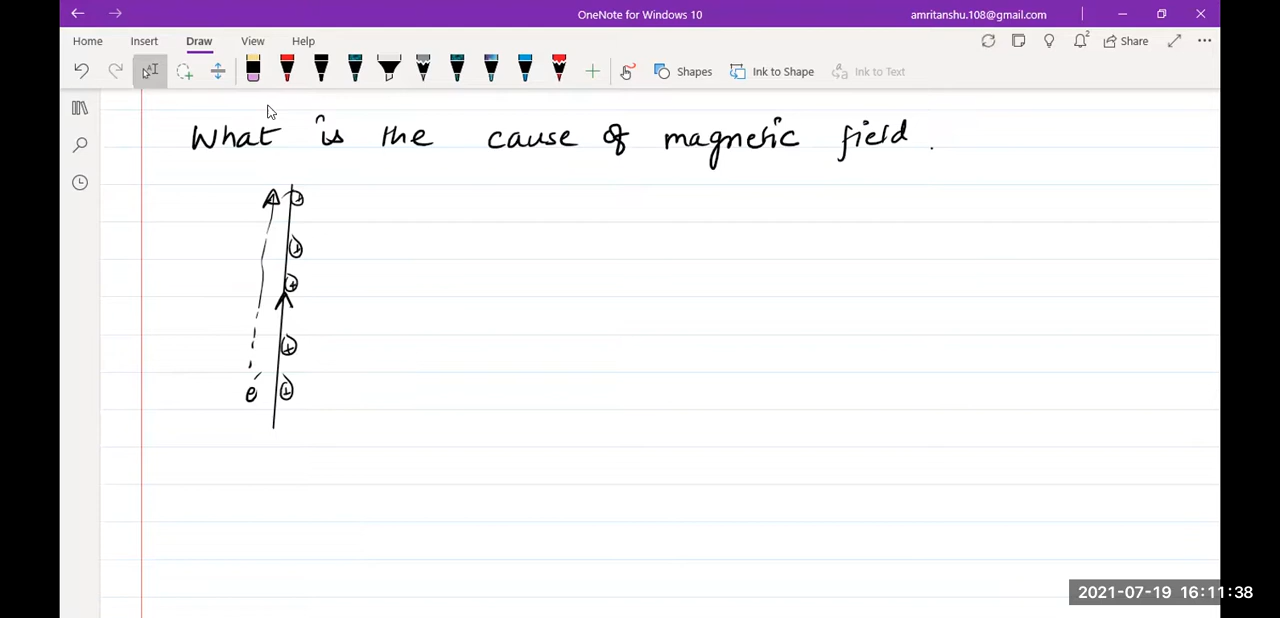 OneNote for Windows 10
amritanshu.108@gmail.com
Home Insert Draw View Help
2
Share
Shapes
Ink to Shape
Ink to Text
What is the cause of magnetic field.
+
+
e
2021-07-19 16:11:38